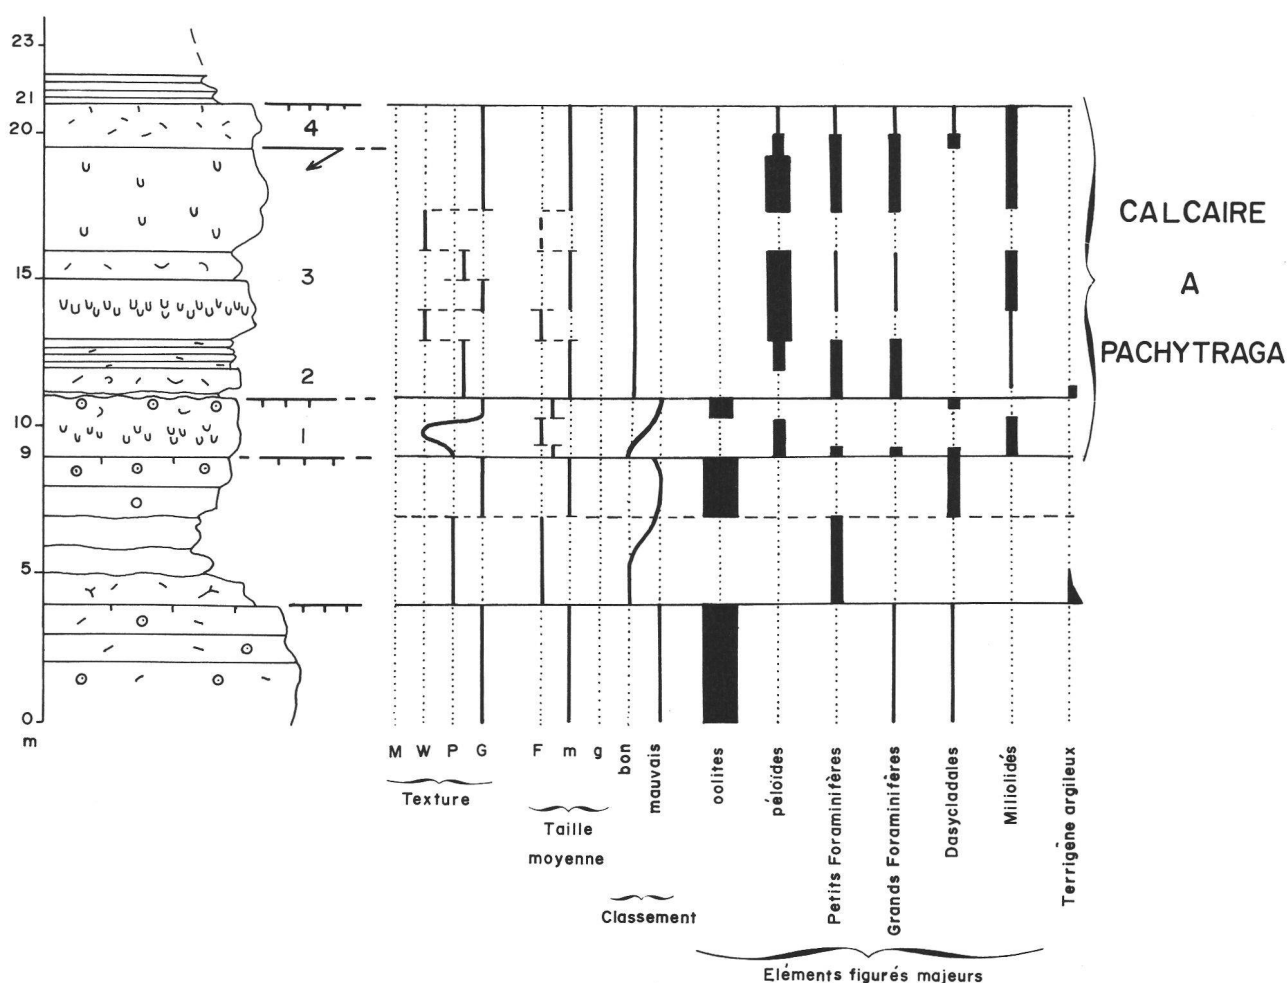 23
21
20
15
10
9
5
0
m
4
3
2
1
CALCAIRE
A
PACHYTRAGA
M W P G
Texture
F m g
Taille
moyenne
bon
mauvais
Classement
oolites
péloïdes
Petits Foraminifères
Grands Foraminifères
Dasycladales
Miliolidés
Terrigène argileux
Eléments figurés majeurs